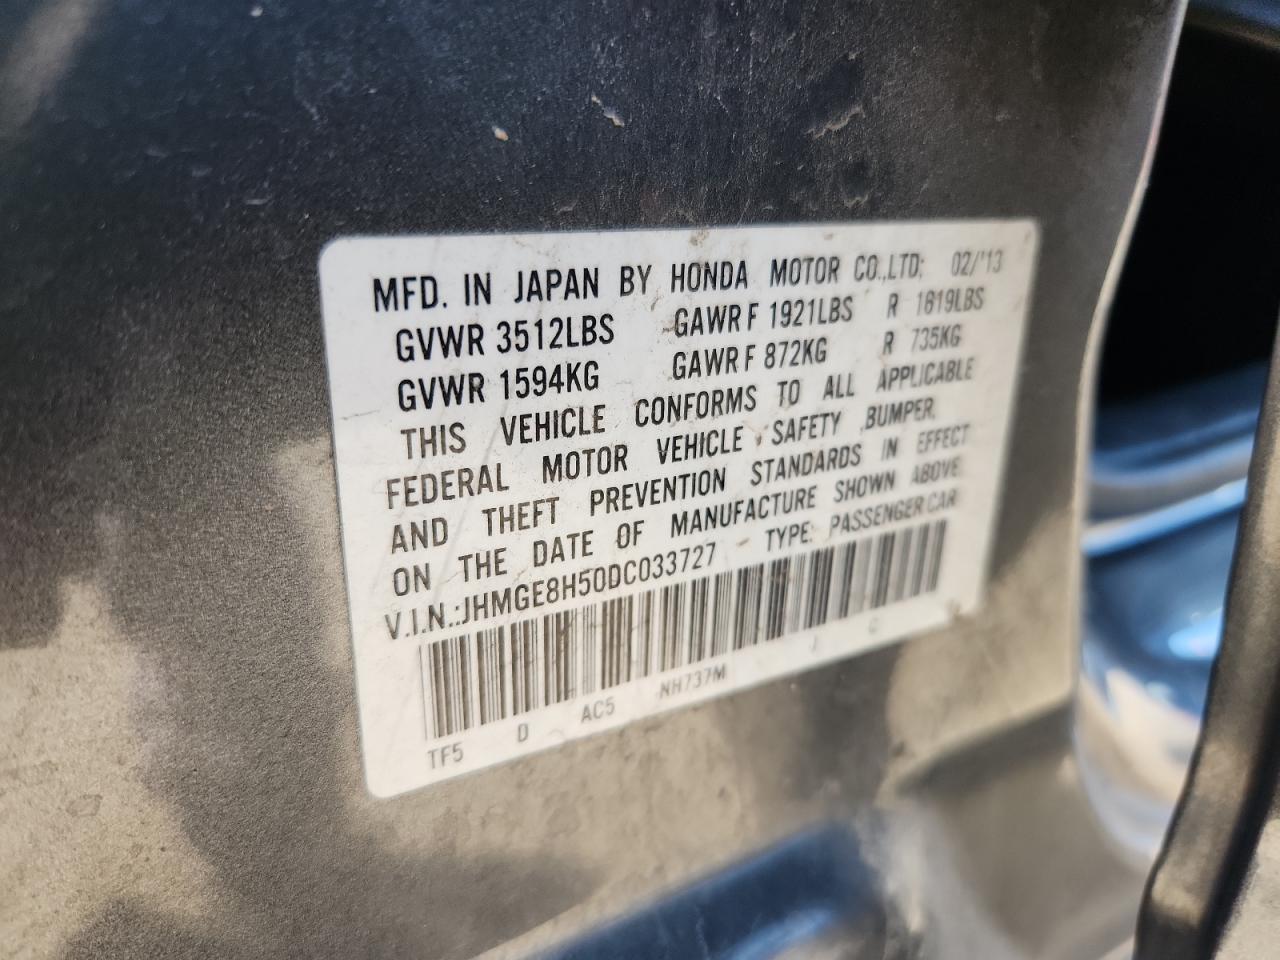 MFD. IN JAPAN BY HONDA MOTOR CO.,LTD; 02/'13
GVWR 3512LBS GAWR F 1921LBS R 1619LBS
GVWR 1594KG GAWR F 872KG R 735KG
THIS VEHICLE CONFORMS TO ALL APPLICABLE
FEDERAL MOTOR VEHICLE SAFETY BUMPER,
AND THEFT PREVENTION STANDARDS IN EFFECT
ON THE DATE OF MANUFACTURE SHOWN ABOVE
V.I.N.:JHMGE8H50DC033727 TYPE: PASSENGER CAR
TF5 D AC5 NH737M J C